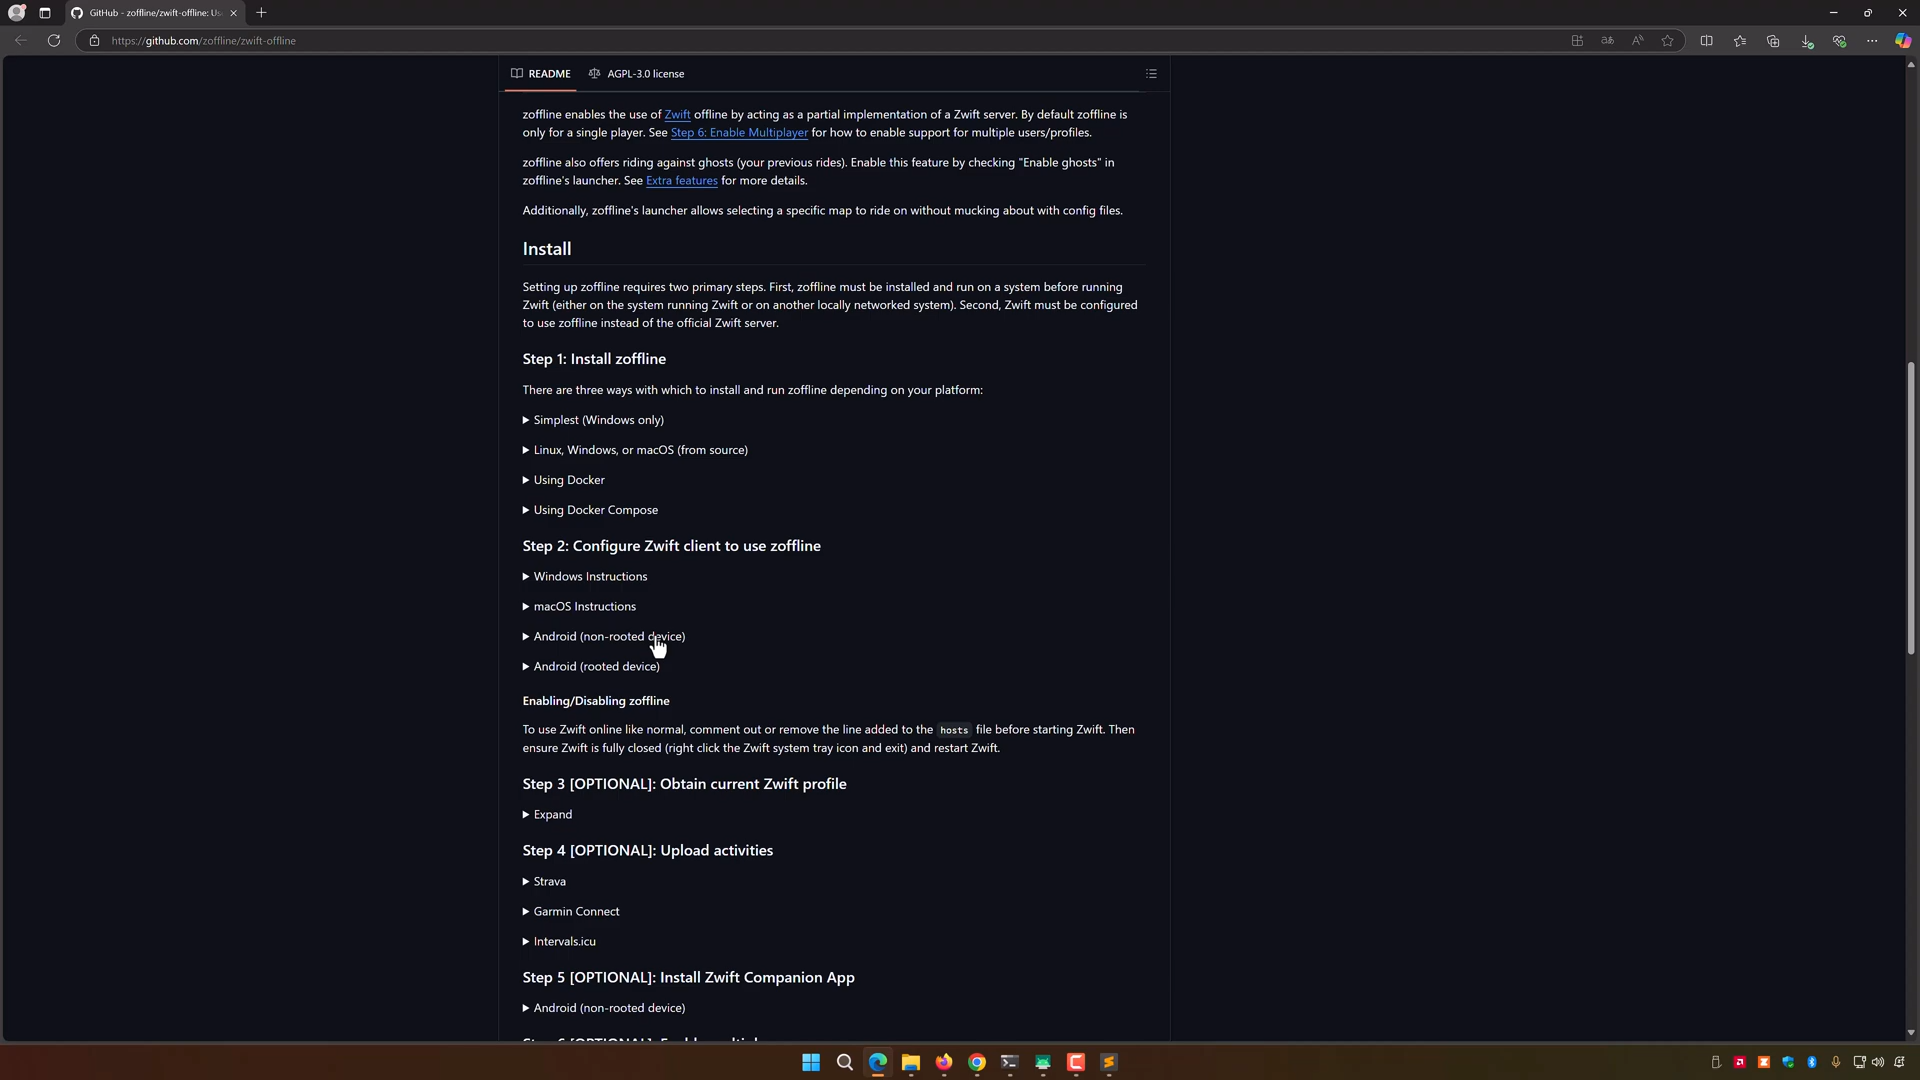 GitHub - zoffline/zwift-offline: Us
https://github.com/zoffline/zwift-offline
README
AGPL-3.0 license
zoffline enables the use of Zwift offline by acting as a partial implementation of a Zwift server. By default zoffline is
only for a single player. See Step 6: Enable Multiplayer for how to enable support for multiple users/profiles.
zoffline also offers riding against ghosts (your previous rides). Enable this feature by checking "Enable ghosts" in
zoffline's launcher. See Extra features for more details.
Additionally, zoffline's launcher allows selecting a specific map to ride on without mucking about with config files.
Install
Setting up zoffline requires two primary steps. First, zoffline must be installed and run on a system before running
Zwift (either on the system running Zwift or on another locally networked system). Second, Zwift must be configured
to use zoffline instead of the official Zwift server.
Step 1: Install zoffline
There are three ways with which to install and run zoffline depending on your platform:
Simplest (Windows only)
Linux, Windows, or macOS (from source)
Using Docker
Using Docker Compose
Step 2: Configure Zwift client to use zoffline
Windows Instructions
macOS Instructions
Android (non-rooted device)
Android (rooted device)
Enabling/Disabling zoffline
To use Zwift online like normal, comment out or remove the line added to the hosts file before starting Zwift. Then
ensure Zwift is fully closed (right click the Zwift system tray icon and exit) and restart Zwift.
Step 3 [OPTIONAL]: Obtain current Zwift profile
Expand
Step 4 [OPTIONAL]: Upload activities
Strava
Garmin Connect
Intervals.icu
Step 5 [OPTIONAL]: Install Zwift Companion App
Android (non-rooted device)